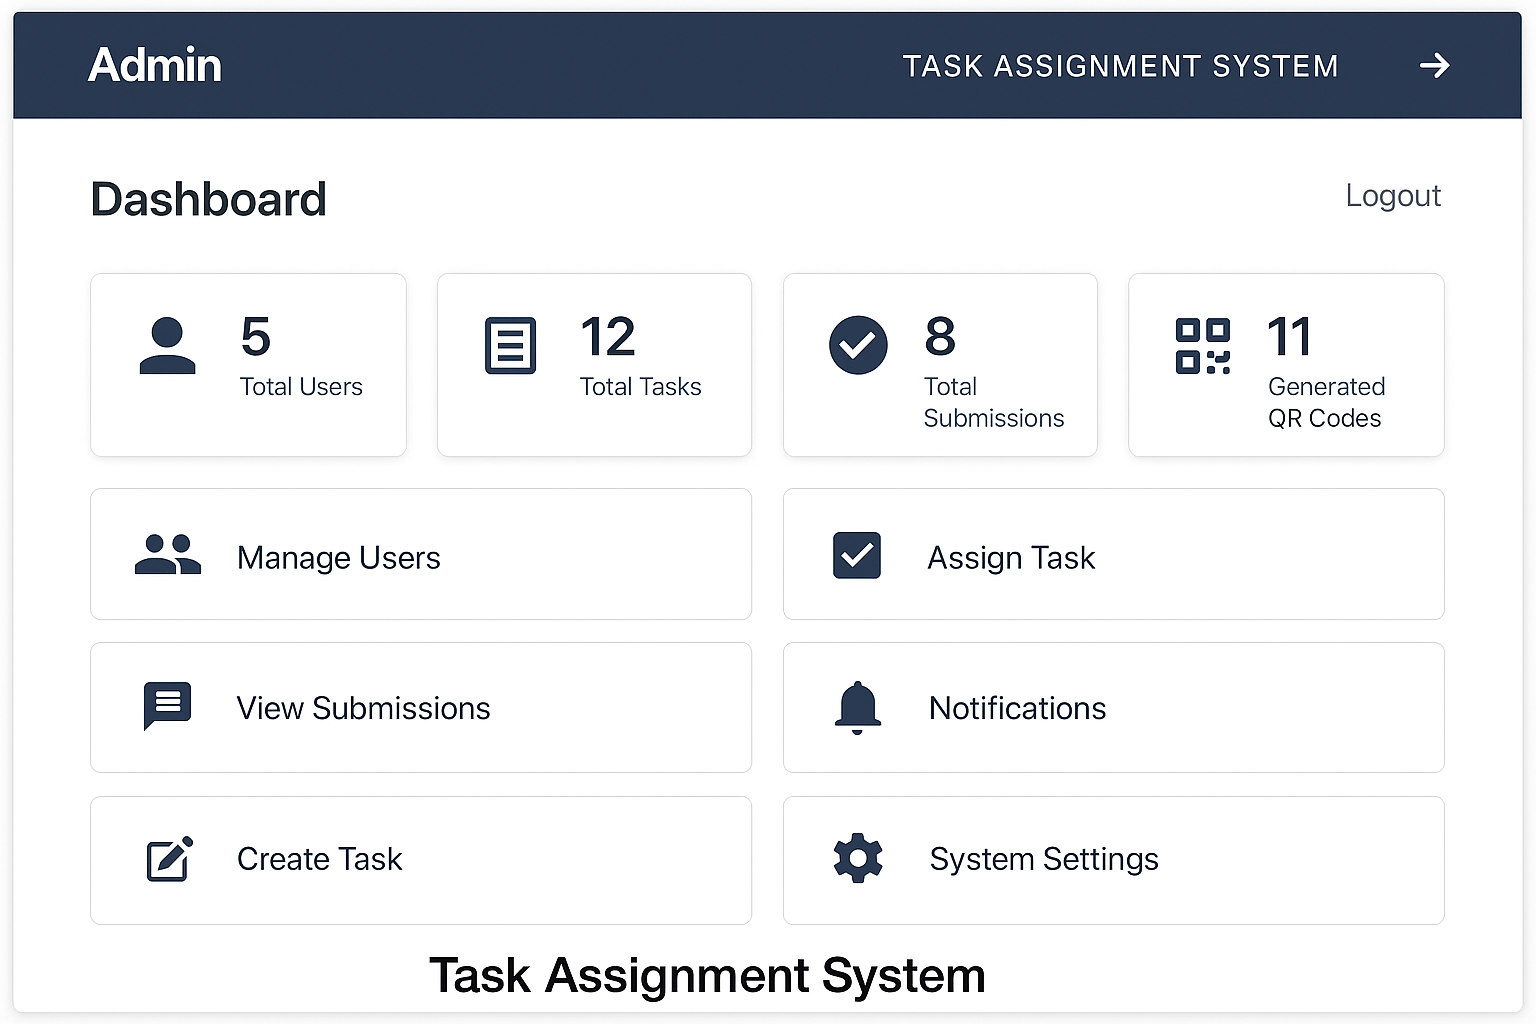 Admin
TASK ASSIGNMENT SYSTEM
Dashboard
Logout
5
Total Users
12
Total Tasks
8
Total
Submissions
11
Generated
QR Codes
Manage Users
Assign Task
View Submissions
Notifications
Create Task
System Settings
Task Assignment System